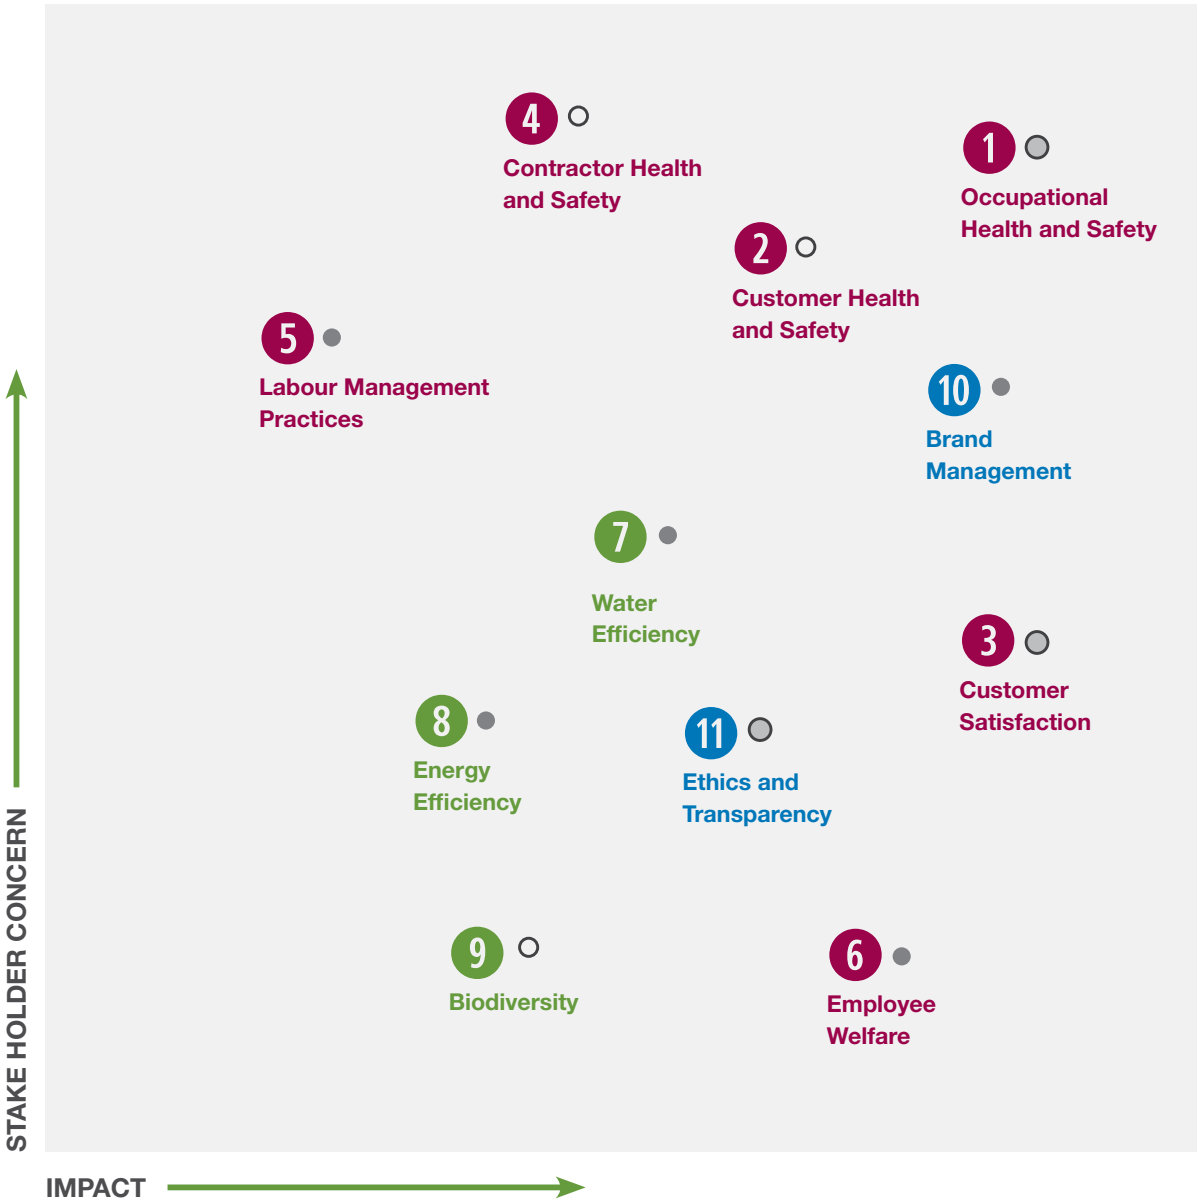 4
Contractor Health
and Safety
1
Occupational
Health and Safety
2
Customer Health
and Safety
5
Labour Management
Practices
10
Brand
Management
7
Water
Efficiency
3
Customer
Satisfaction
8
Energy
Efficiency
11
Ethics and
Transparency
9
Biodiversity
6
Employee
Welfare
STAKE HOLDER CONCERN
IMPACT